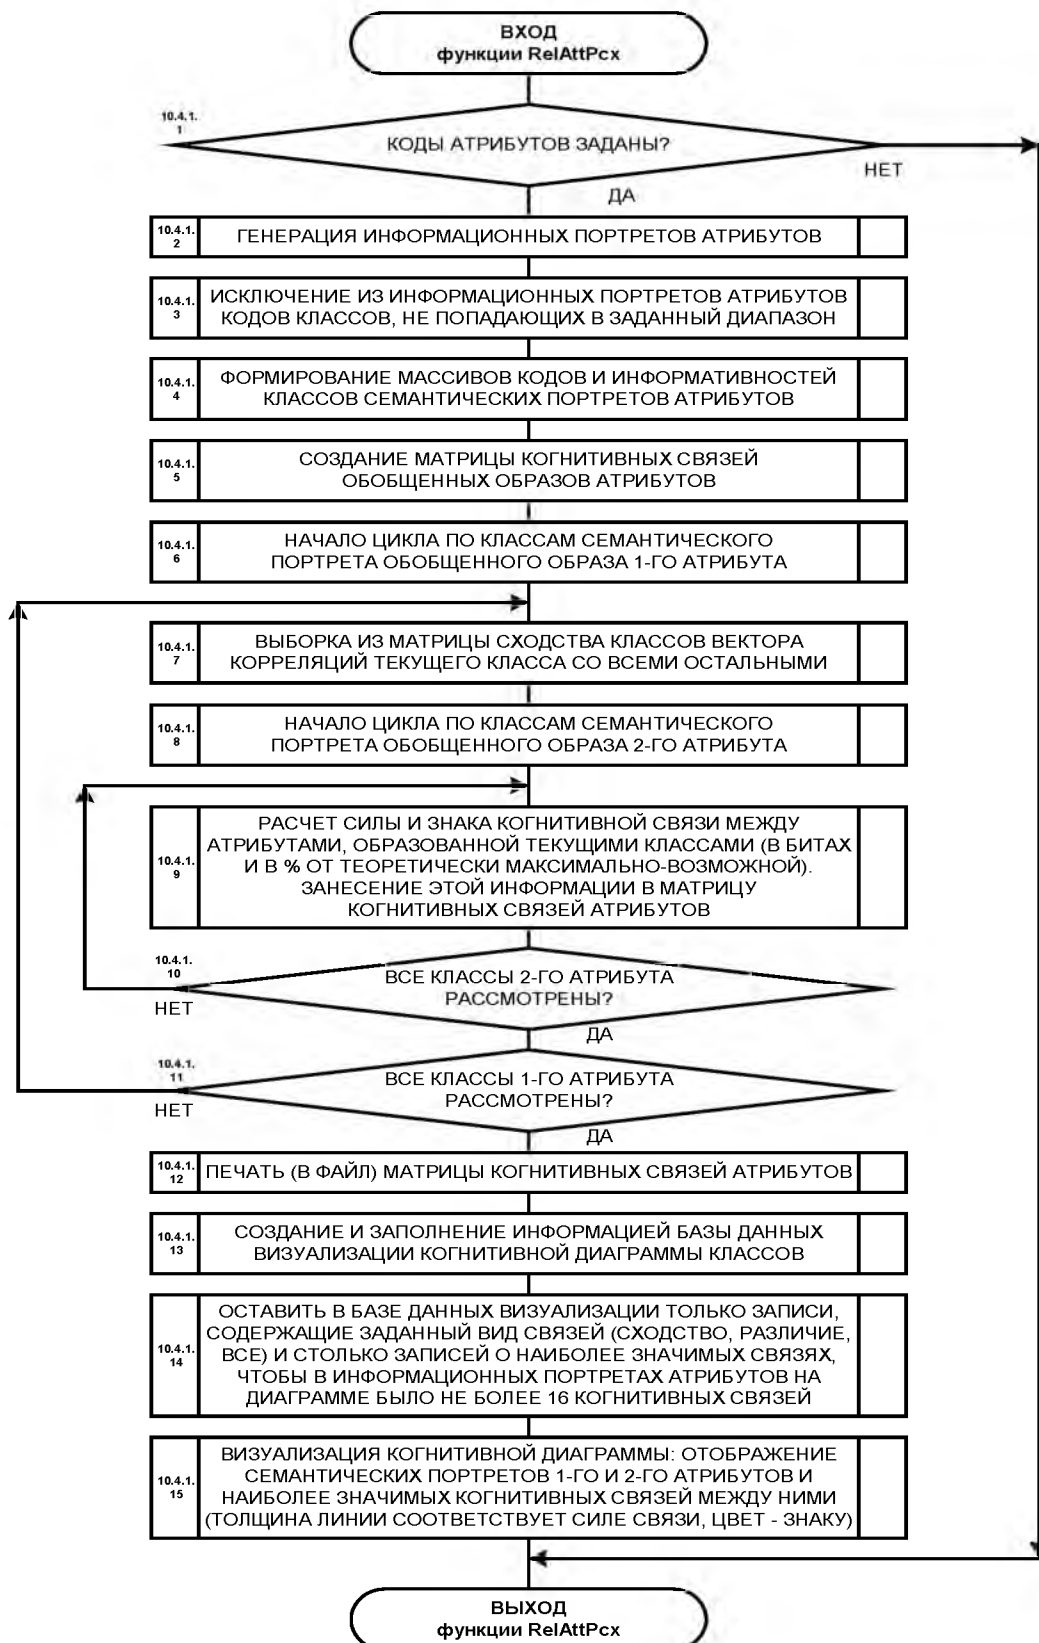 ВХОД
функции RelAttPcx
10.4.1.
1
КОДЫ АТРИБУТОВ ЗАДАНЫ?
НЕТ
ДА
10.4.1.
2
ГЕНЕРАЦИЯ ИНФОРМАЦИОННЫХ ПОРТРЕТОВ АТРИБУТОВ
10.4.1.
3
ИСКЛЮЧЕНИЕ ИЗ ИНФОРМАЦИОННЫХ ПОРТРЕТОВ АТРИБУТОВ
КОДОВ КЛАССОВ, НЕ ПОПАДАЮЩИХ В ЗАДАННЫЙ ДИАПАЗОН
10.4.1.
4
ФОРМИРОВАНИЕ МАССИВОВ КОДОВ И ИНФОРМАТИВНОСТЕЙ
КЛАССОВ СЕМАНТИЧЕСКИХ ПОРТРЕТОВ АТРИБУТОВ
10.4.1.
5
СОЗДАНИЕ МАТРИЦЫ КОГНИТИВНЫХ СВЯЗЕЙ
ОБОБЩЕННЫХ ОБРАЗОВ АТРИБУТОВ
10.4.1.
6
НАЧАЛО ЦИКЛА ПО КЛАССАМ СЕМАНТИЧЕСКОГО
ПОРТРЕТА ОБОБЩЕННОГО ОБРАЗА 1-ГО АТРИБУТА
10.4.1.
7
ВЫБОРКА ИЗ МАТРИЦЫ СХОДСТВА КЛАССОВ ВЕКТОРА
КОРРЕЛЯЦИЙ ТЕКУЩЕГО КЛАССА СО ВСЕМИ ОСТАЛЬНЫМИ
10.4.1.
8
НАЧАЛО ЦИКЛА ПО КЛАССАМ СЕМАНТИЧЕСКОГО
ПОРТРЕТА ОБОБЩЕННОГО ОБРАЗА 2-ГО АТРИБУТА
10.4.1.
9
РАСЧЕТ СИЛЫ И ЗНАКА КОГНИТИВНОЙ СВЯЗИ МЕЖДУ
АТРИБУТАМИ, ОБРАЗОВАННОЙ ТЕКУЩИМИ КЛАССАМИ (В БИТАХ
И В % ОТ ТЕОРЕТИЧЕСКИ МАКСИМАЛЬНО-ВОЗМОЖНОЙ).
ЗАНЕСЕНИЕ ЭТОЙ ИНФОРМАЦИИ В МАТРИЦУ
КОГНИТИВНЫХ СВЯЗЕЙ АТРИБУТОВ
10.4.1.
10
НЕТ
ВСЕ КЛАССЫ 2-ГО АТРИБУТА
РАССМОТРЕНЫ?
ДА
10.4.1.
11
НЕТ
ВСЕ КЛАССЫ 1-ГО АТРИБУТА
РАССМОТРЕНЫ?
ДА
10.4.1.
12
ПЕЧАТЬ (В ФАЙЛ) МАТРИЦЫ КОГНИТИВНЫХ СВЯЗЕЙ АТРИБУТОВ
10.4.1.
13
СОЗДАНИЕ И ЗАПОЛНЕНИЕ ИНФОРМАЦИЕЙ БАЗЫ ДАННЫХ
ВИЗУАЛИЗАЦИИ КОГНИТИВНОЙ ДИАГРАММЫ КЛАССОВ
10.4.1.
14
ОСТАВИТЬ В БАЗЕ ДАННЫХ ВИЗУАЛИЗАЦИИ ТОЛЬКО ЗАПИСИ,
СОДЕРЖАЩИЕ ЗАДАННЫЙ ВИД СВЯЗЕЙ (СХОДСТВО, РАЗЛИЧИЕ,
ВСЕ) И СТОЛЬКО ЗАПИСЕЙ О НАИБОЛЕЕ ЗНАЧИМЫХ СВЯЗЯХ,
ЧТОБЫ В ИНФОРМАЦИОННЫХ ПОРТРЕТАХ АТРИБУТОВ НА
ДИАГРАММЕ БЫЛО НЕ БОЛЕЕ 16 КОГНИТИВНЫХ СВЯЗЕЙ
10.4.1.
15
ВИЗУАЛИЗАЦИЯ КОГНИТИВНОЙ ДИАГРАММЫ: ОТОБРАЖЕНИЕ
СЕМАНТИЧЕСКИХ ПОРТРЕТОВ 1-ГО И 2-ГО АТРИБУТОВ И
НАИБОЛЕЕ ЗНАЧИМЫХ КОГНИТИВНЫХ СВЯЗЕЙ МЕЖДУ НИМИ
(ТОЛЩИНА ЛИНИИ СООТВЕТСТВУЕТ СИЛЕ СВЯЗИ, ЦВЕТ - ЗНАКУ)
ВЫХОД
функции RelAttPcx